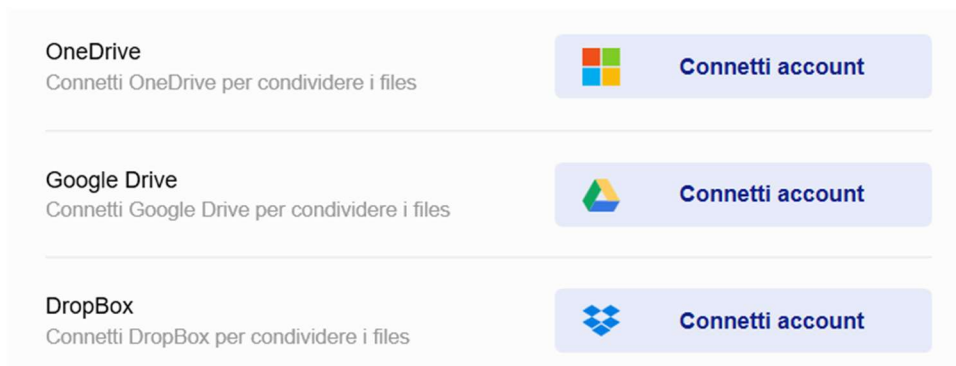 OneDrive
Connetti OneDrive per condividere i files
Connetti account
Google Drive
Connetti Google Drive per condividere i files
Connetti account
DropBox
Connetti DropBox per condividere i files
Connetti account